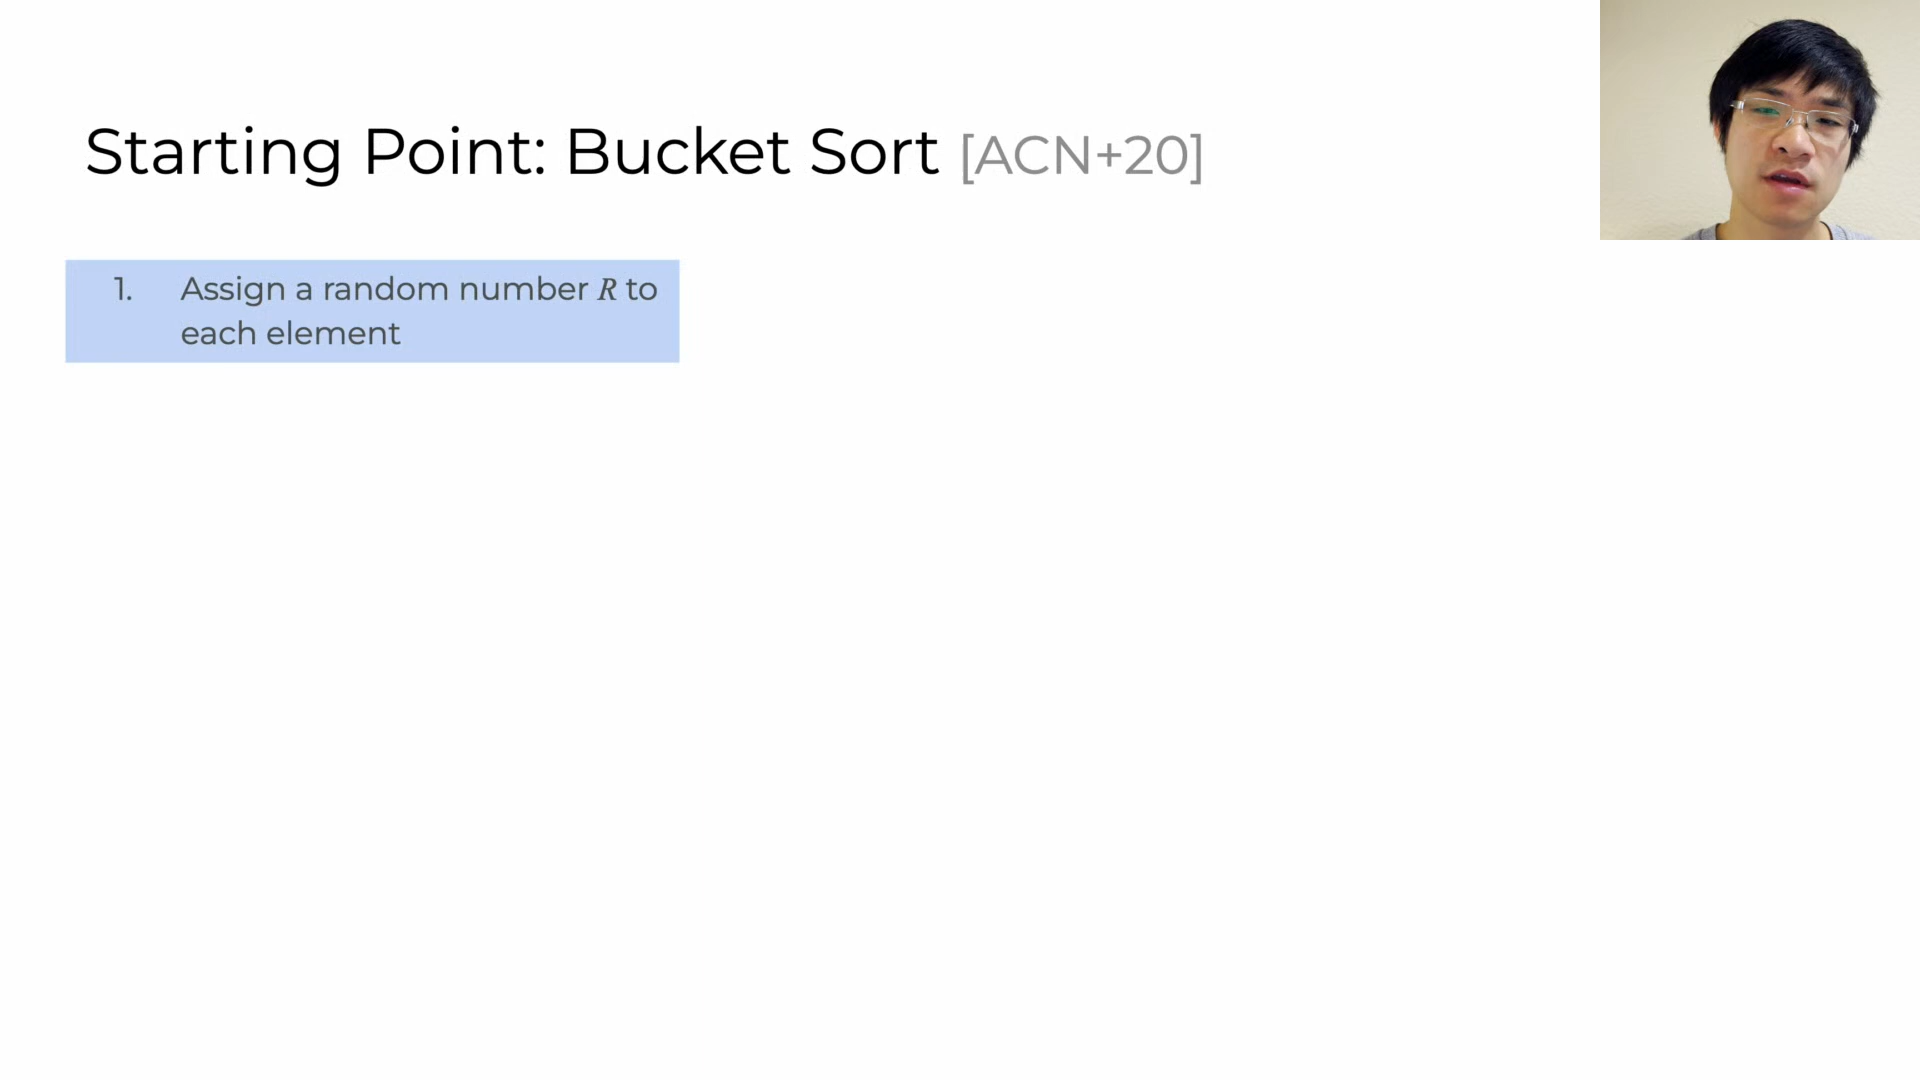 Starting Point: Bucket Sort [ACN+20]
1. Assign a random number R to
each element